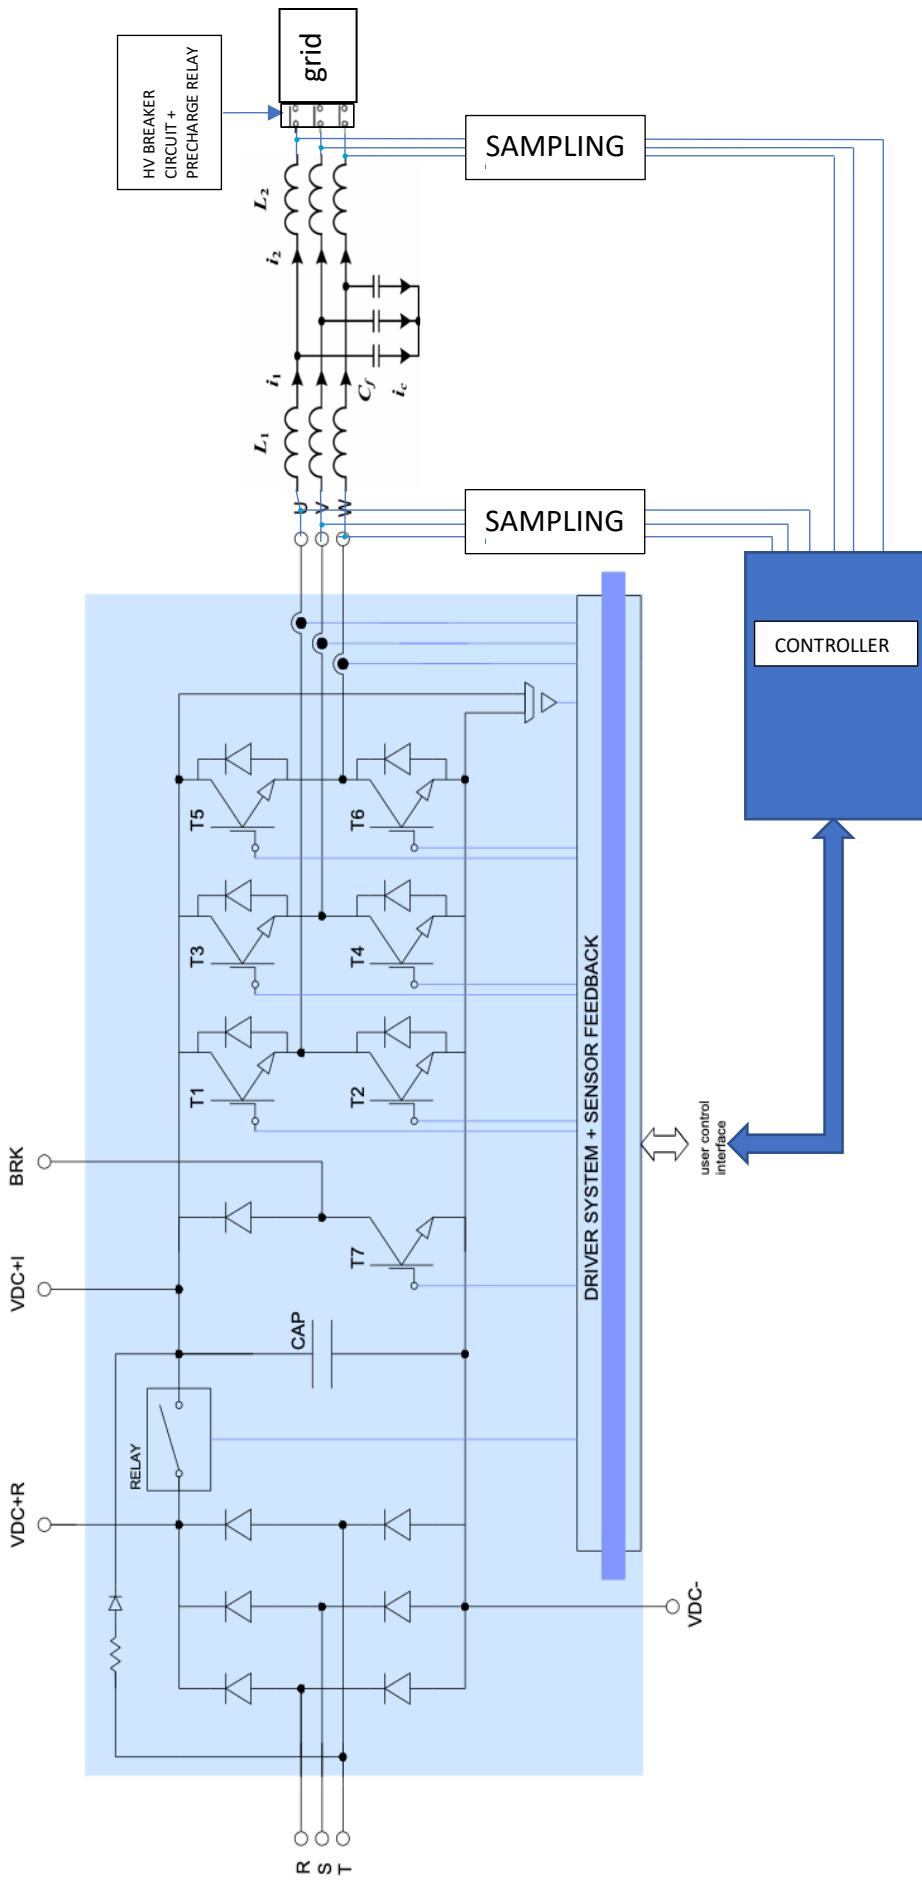 HV BREAKER
CIRCUIT +
PRECHARGE RELAY
grid
SAMPLING
L2
i2
i1
Cf
ic
L1
U
V
W
SAMPLING
CONTROLLER
T5
T6
T3
T4
T1
T2
BRK
T7
VDC+I
CAP
RELAY
VDC+R
DRIVER SYSTEM + SENSOR FEEDBACK
user control
interface
VDC-
R
S
T